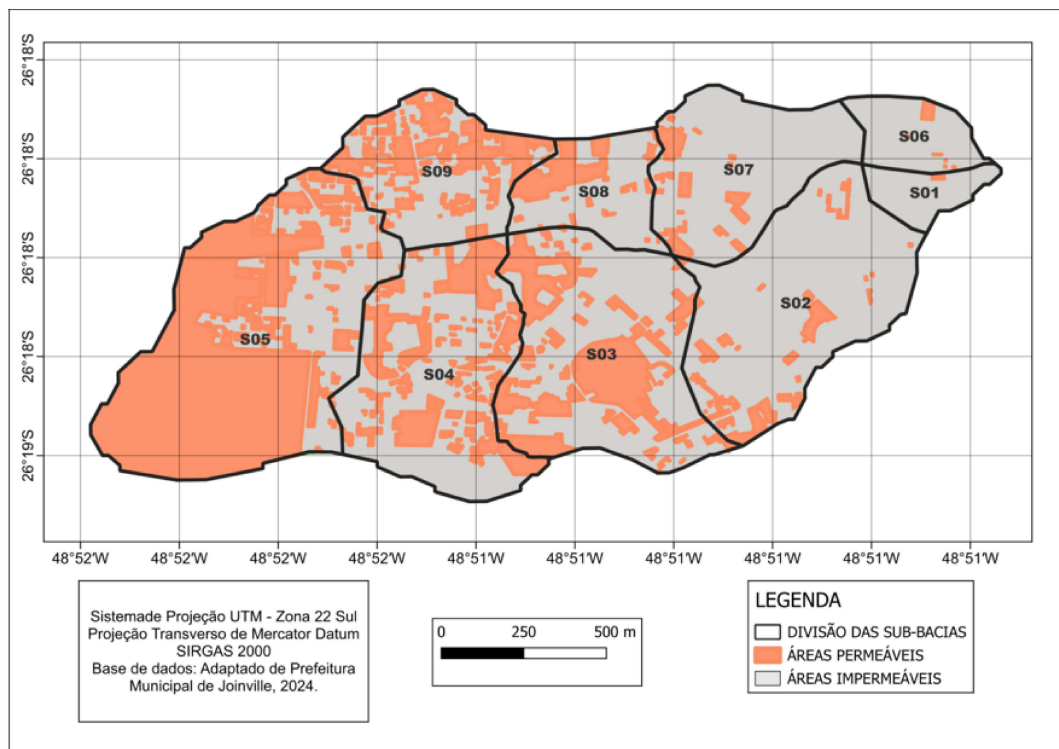 26°18'S
26°18'S
26°18'S
26°18'S
26°18'S
S09
S08
S07
S06
S01
S05
S04
S03
S02
48°52'W
48°52'W
48°52'W
48°52'W
48°51'W
48°51'W
48°51'W
48°51'W
48°51'W
48°51'W
Sistemade Projeção UTM - Zona 22 Sul
Projeção Transverso de Mercator Datum
SIRGAS 2000
Base de dados: Adaptado de Prefeitura
Municipal de Joinville, 2024.
0 250 500 m
LEGENDA
DIVISÃO DAS SUB-BACIAS
ÁREAS PERMEÁVEIS
ÁREAS IMPERMEÁVEIS